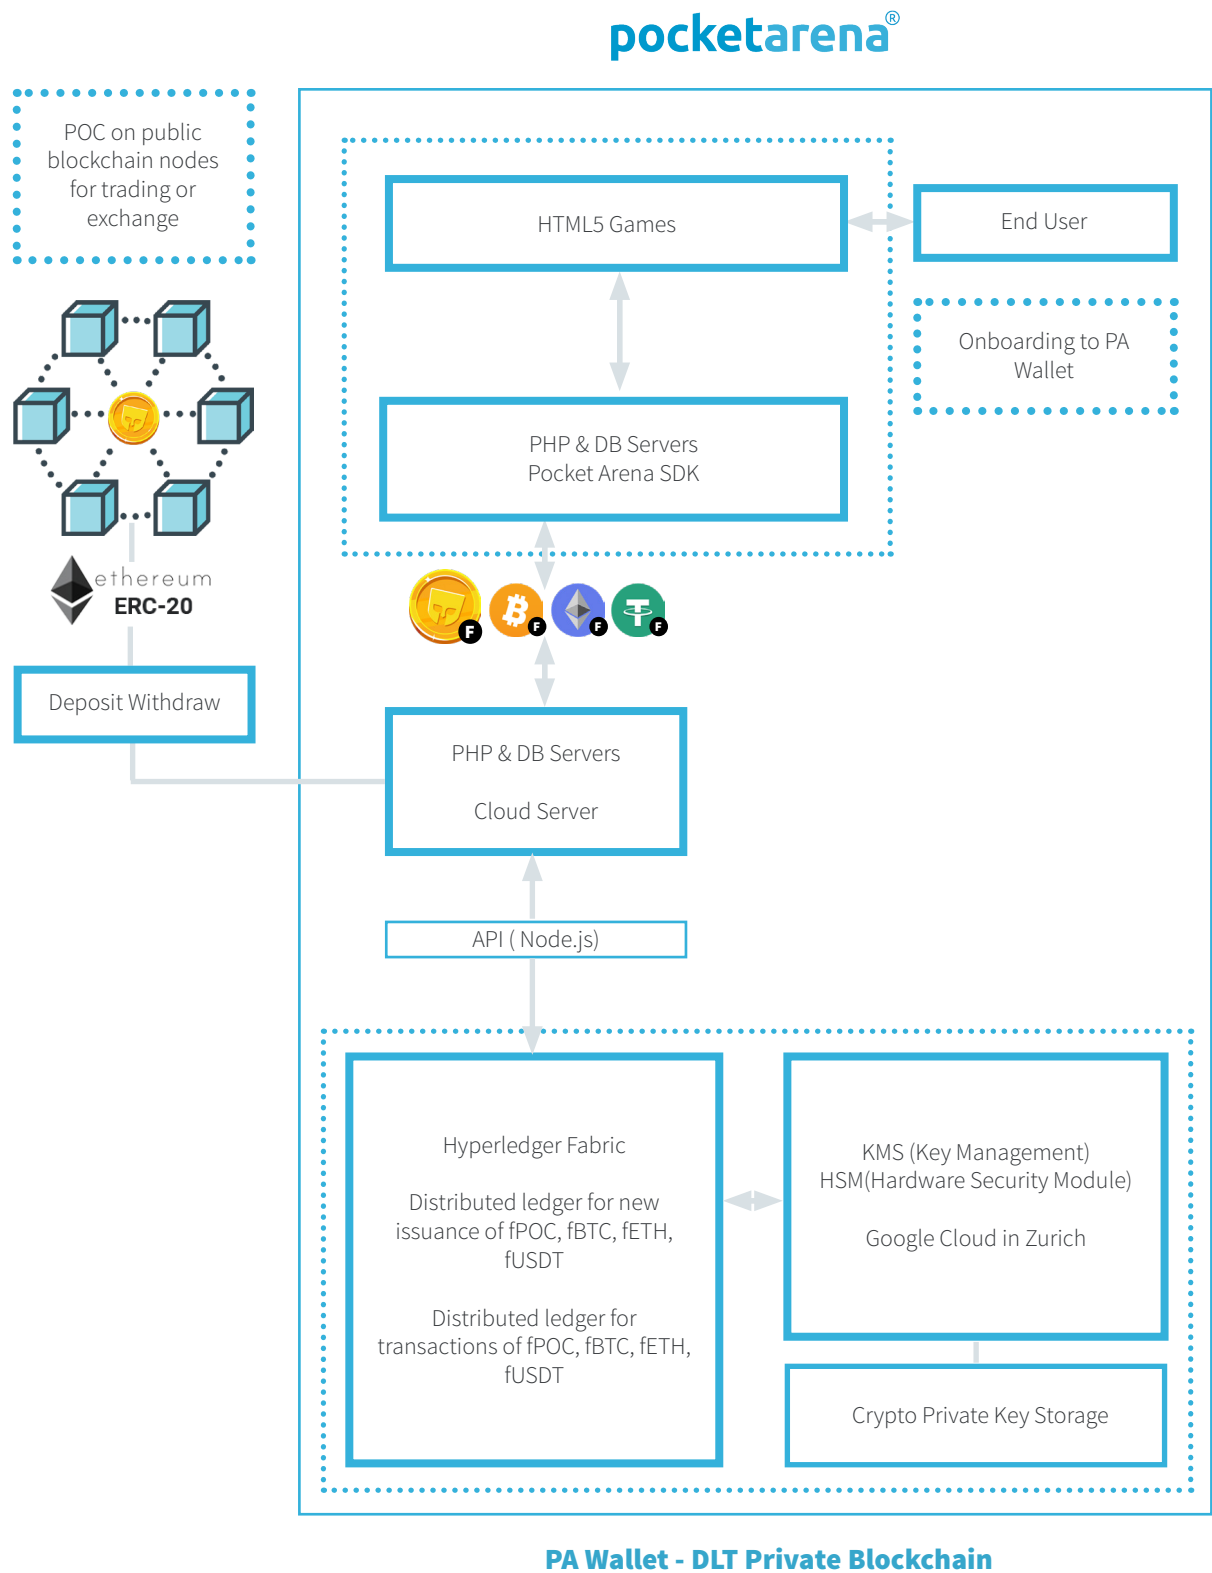 pocketarena®
POC on public
blockchain nodes
for trading or
exchange
HTML5 Games
End User
Onboarding to PA
Wallet
PHP & DB Servers
Pocket Arena SDK
ethereum
ERC-20
F
F
F
F
Deposit Withdraw
PHP & DB Servers
Cloud Server
API ( Node.js)
Hyperledger Fabric
Distributed ledger for new
issuance of fPOC, fBTC, fETH,
fUSDT
Distributed ledger for
transactions of fPOC, fBTC, fETH,
fUSDT
KMS (Key Management)
HSM(Hardware Security Module)
Google Cloud in Zurich
Crypto Private Key Storage
PA Wallet - DLT Private Blockchain